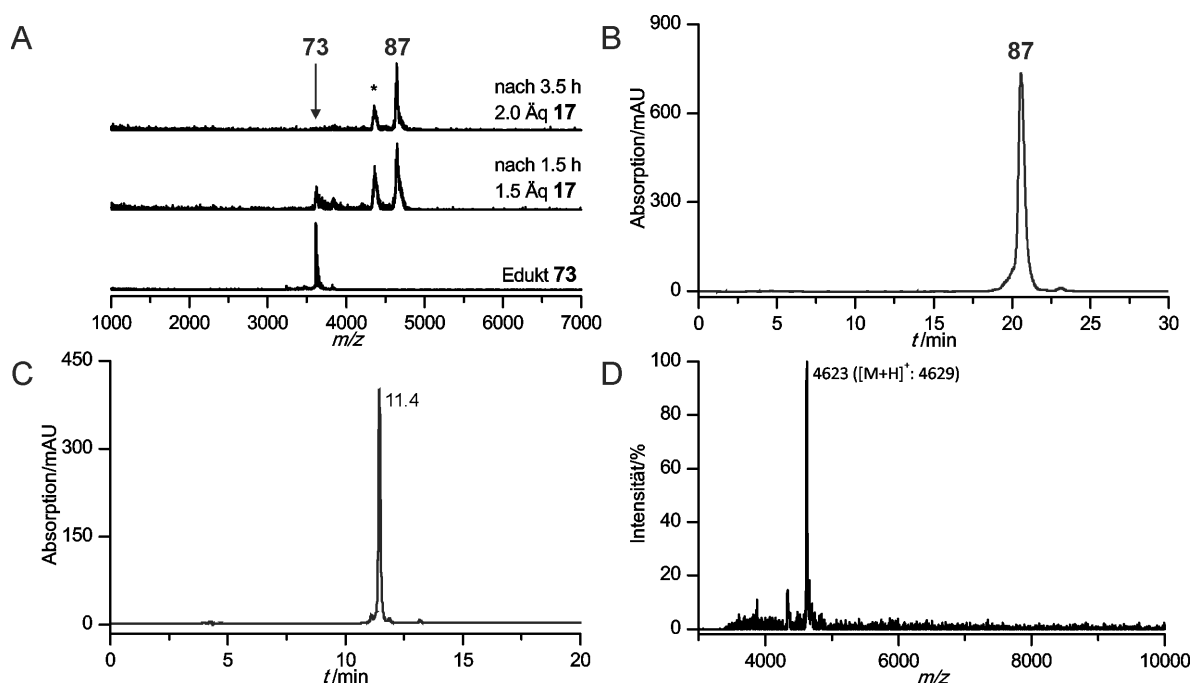 A
73
87
*
nach 3.5 h
2.0 Äq 17
nach 1.5 h
1.5 Äq 17
Edukt 73
1000 2000 3000 4000 5000 6000 7000
m/z
B
87
Absorption/mAU
900
600
300
0
0 5 10 15 20 25 30
t/min
C
11.4
Absorption/mAU
450
300
150
0
0 5 10 15 20
t/min
D
4623 ([M+H]+: 4629)
Intensität/%
100
80
60
40
20
0
4000 6000 8000 10000
m/z